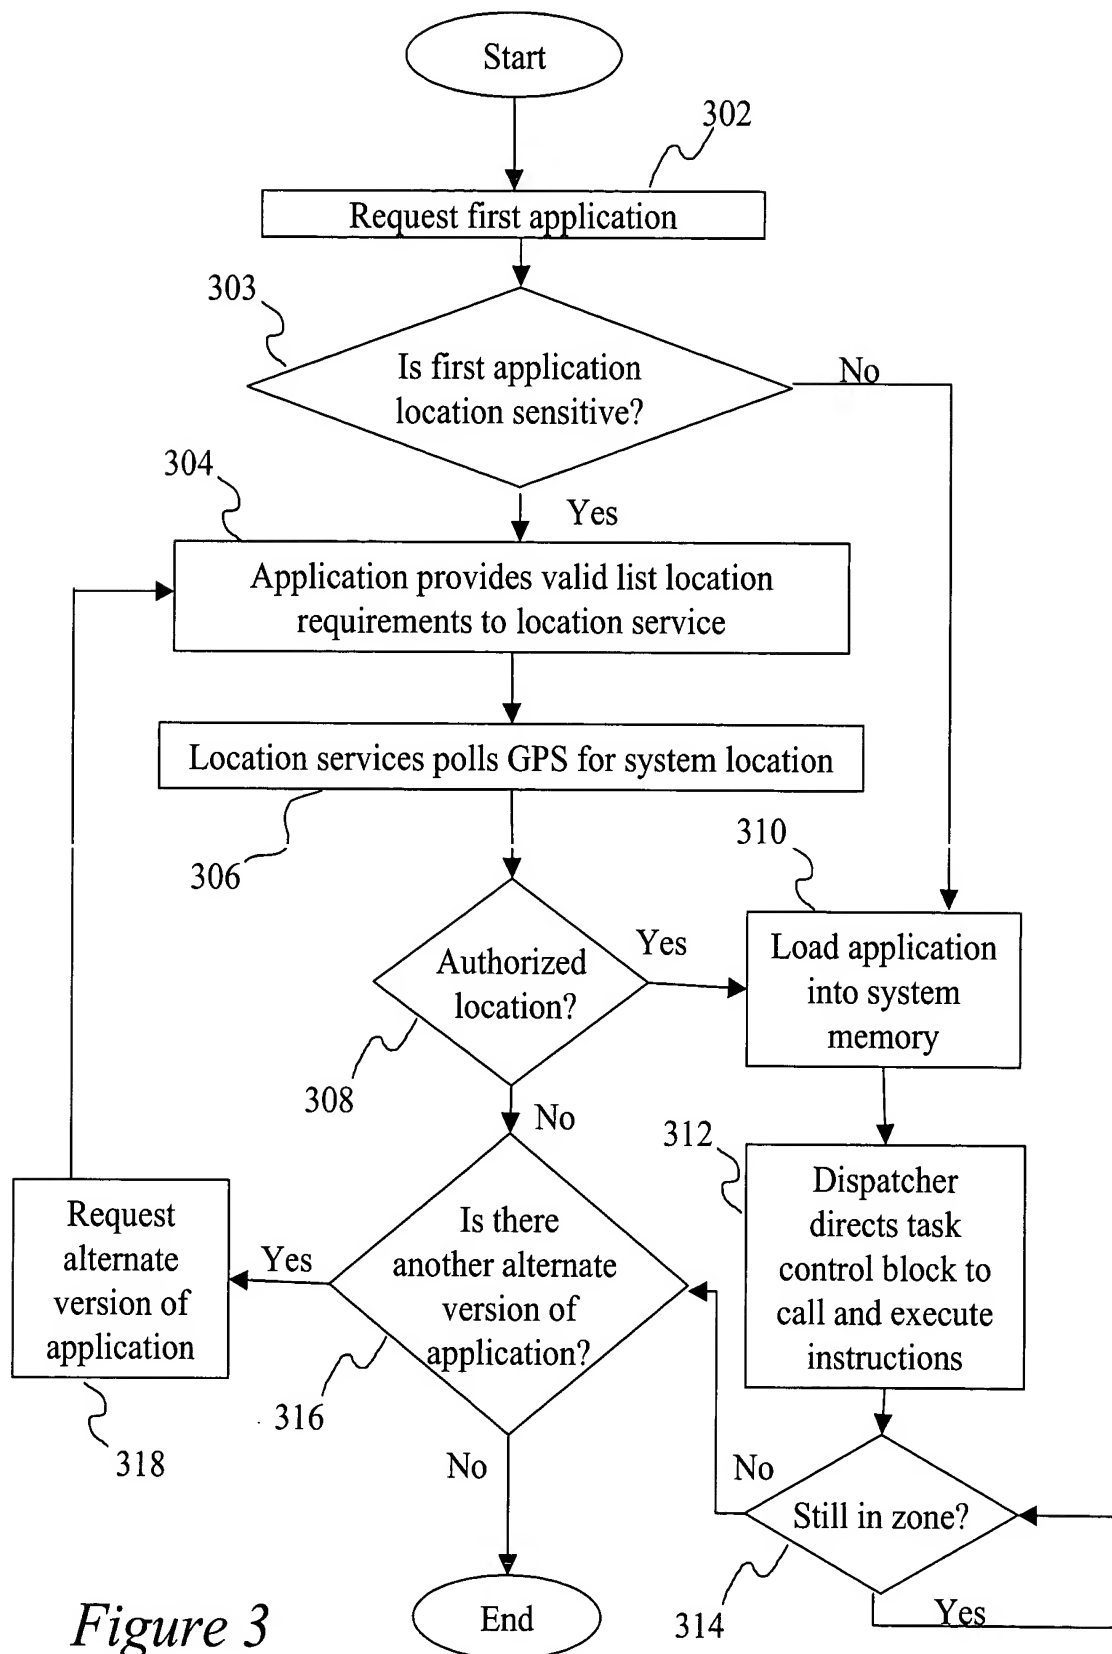 Start
302
Request first application
303
Is first application
location sensitive?
No
304
Yes
Application provides valid list location
requirements to location service
Location services polls GPS for system location
306
310
Authorized
location?
Yes
Load application
into system
memory
308
No
312
Dispatcher
directs task
control block to
call and execute
instructions
Request
alternate
version of
application
Yes
Is there
another alternate
version of
application?
316
318
No
No
Still in zone?
314
Yes
End
Figure 3